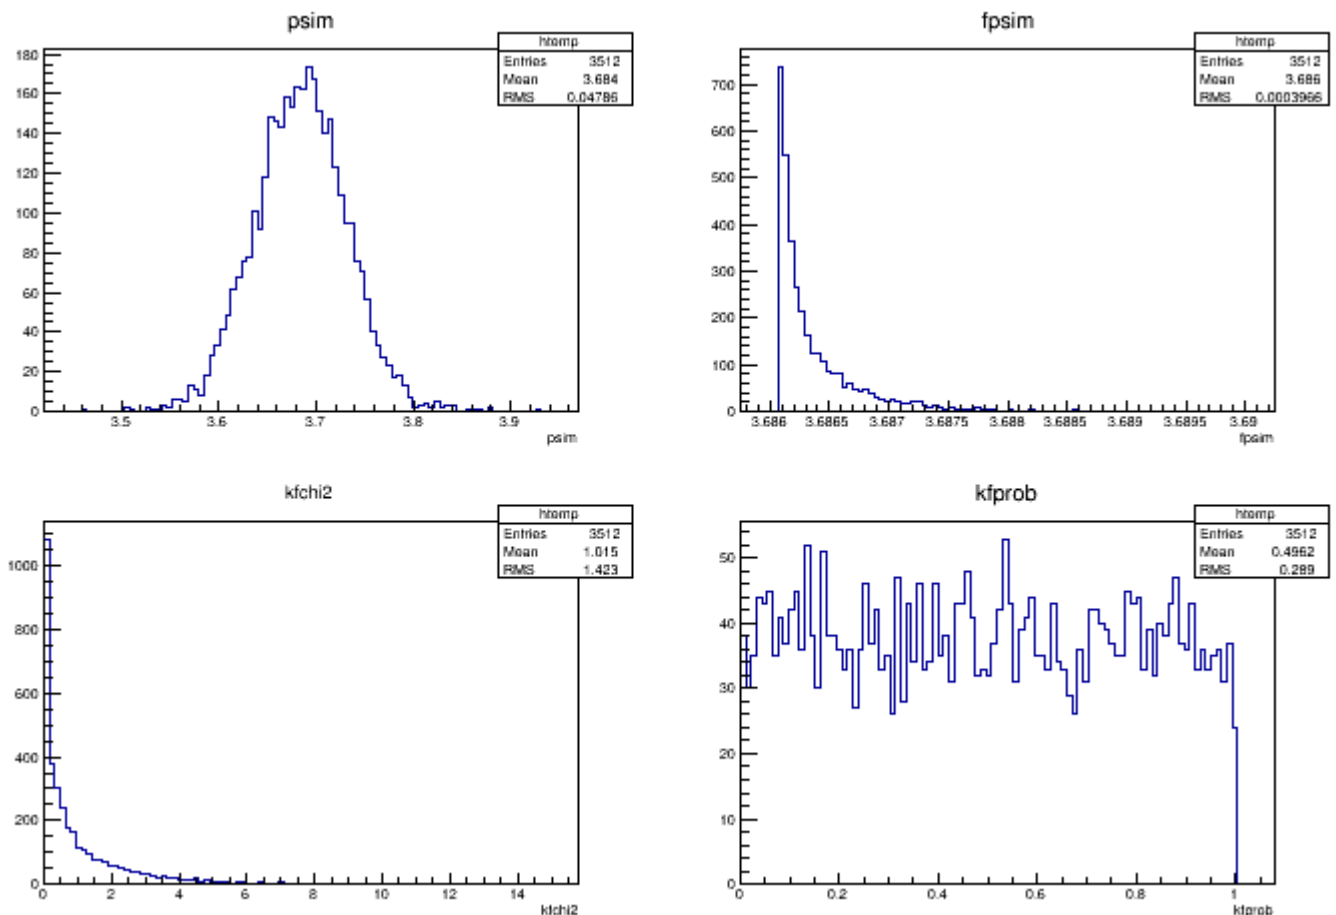 psim
htemp
Entries 3512
Mean 3.684
RMS 0.04786
180
160
140
120
100
80
60
40
20
0
3.5 3.6 3.7 3.8 3.9
psim
fpsim
htemp
Entries 3512
Mean 3.686
RMS 0.0003966
700
600
500
400
300
200
100
0
3.686 3.6865 3.687 3.6875 3.688 3.6885 3.689 3.6895 3.69
fpsim
kfchi2
htemp
Entries 3512
Mean 1.015
RMS 1.423
1000
800
600
400
200
0
0 2 4 6 8 10 12 14
kfchi2
kfprob
htemp
Entries 3512
Mean 0.4962
RMS 0.289
50
40
30
20
10
0
0 0.2 0.4 0.6 0.8 1
kfprob